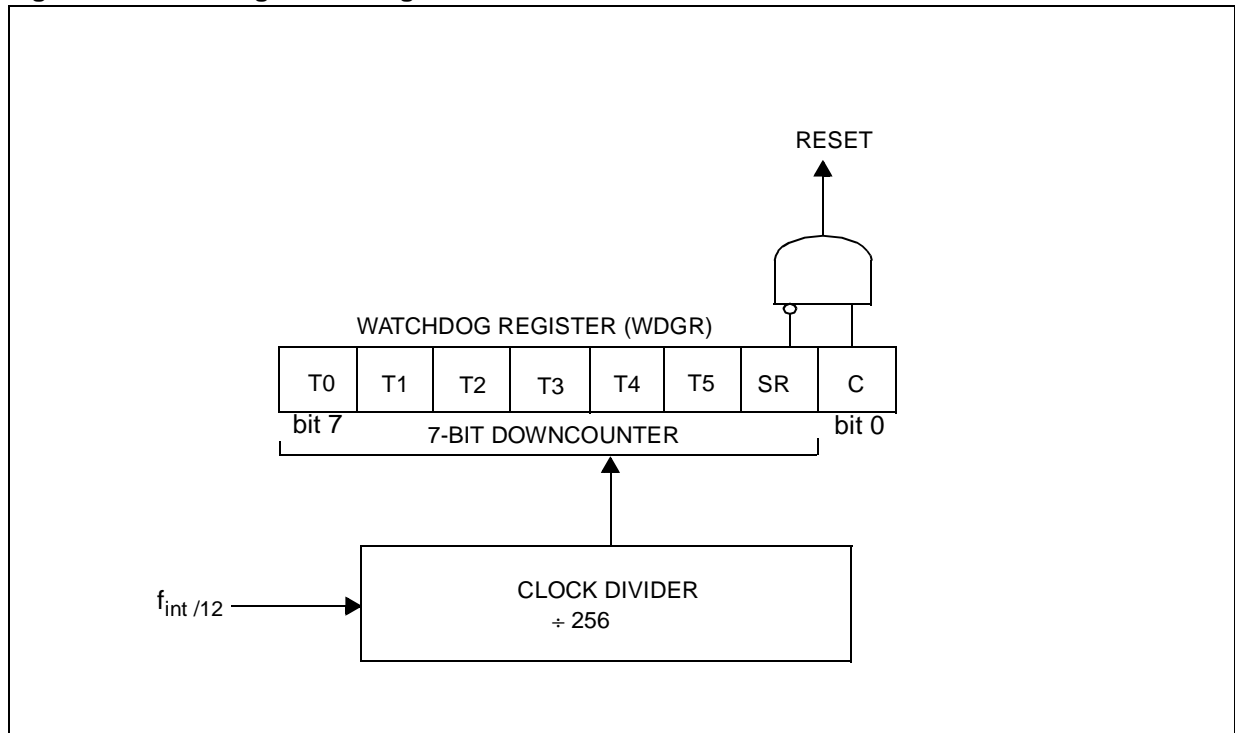 RESET
WATCHDOG REGISTER (WDGR)
T0 T1 T2 T3 T4 T5 SR C
bit 7 bit 0
7-BIT DOWNCOUNTER
fint /12
CLOCK DIVIDER
÷ 256